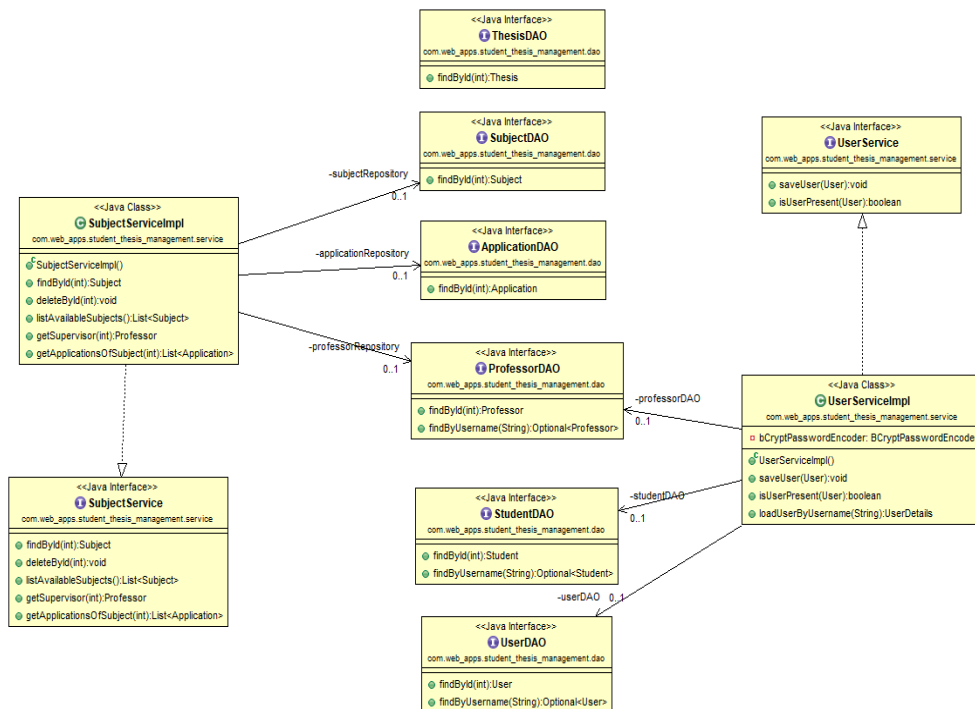 <<Java Interface>>
ThesisDAO
com.web_apps.student_thesis_management.dao
findById(int):Thesis
<<Java Interface>>
SubjectDAO
com.web_apps.student_thesis_management.dao
findById(int):Subject
<<Java Interface>>
UserService
com.web_apps.student_thesis_management.service
saveUser(User):void
isUserPresent(User):boolean
-subjectRepository
0..1
<<Java Class>>
SubjectServiceImpl
com.web_apps.student_thesis_management.service
SubjectServiceImpl()
findById(int):Subject
deleteById(int):void
listAvailableSubjects():List<Subject>
getSupervisor(int):Professor
getApplicationsOfSubject(int):List<Application>
-applicationRepository
0..1
<<Java Interface>>
ApplicationDAO
com.web_apps.student_thesis_management.dao
findById(int):Application
-professorRepository
0..1
<<Java Interface>>
ProfessorDAO
com.web_apps.student_thesis_management.dao
findById(int):Professor
findByUsername(String):Optional<Professor>
-professorDAO
0..1
<<Java Class>>
UserServiceImpl
com.web_apps.student_thesis_management.service
bCryptPasswordEncoder: BCryptPasswordEncode
UserServiceImpl()
saveUser(User):void
isUserPresent(User):boolean
loadUserByUsername(String):UserDetails
<<Java Interface>>
SubjectService
com.web_apps.student_thesis_management.service
findById(int):Subject
deleteById(int):void
listAvailableSubjects():List<Subject>
getSupervisor(int):Professor
getApplicationsOfSubject(int):List<Application>
<<Java Interface>>
StudentDAO
com.web_apps.student_thesis_management.dao
findById(int):Student
findByUsername(String):Optional<Student>
-studentDAO
0..1
-userDAO
0..1
<<Java Interface>>
UserDAO
com.web_apps.student_thesis_management.dao
findById(int):User
findByUsername(String):Optional<User>